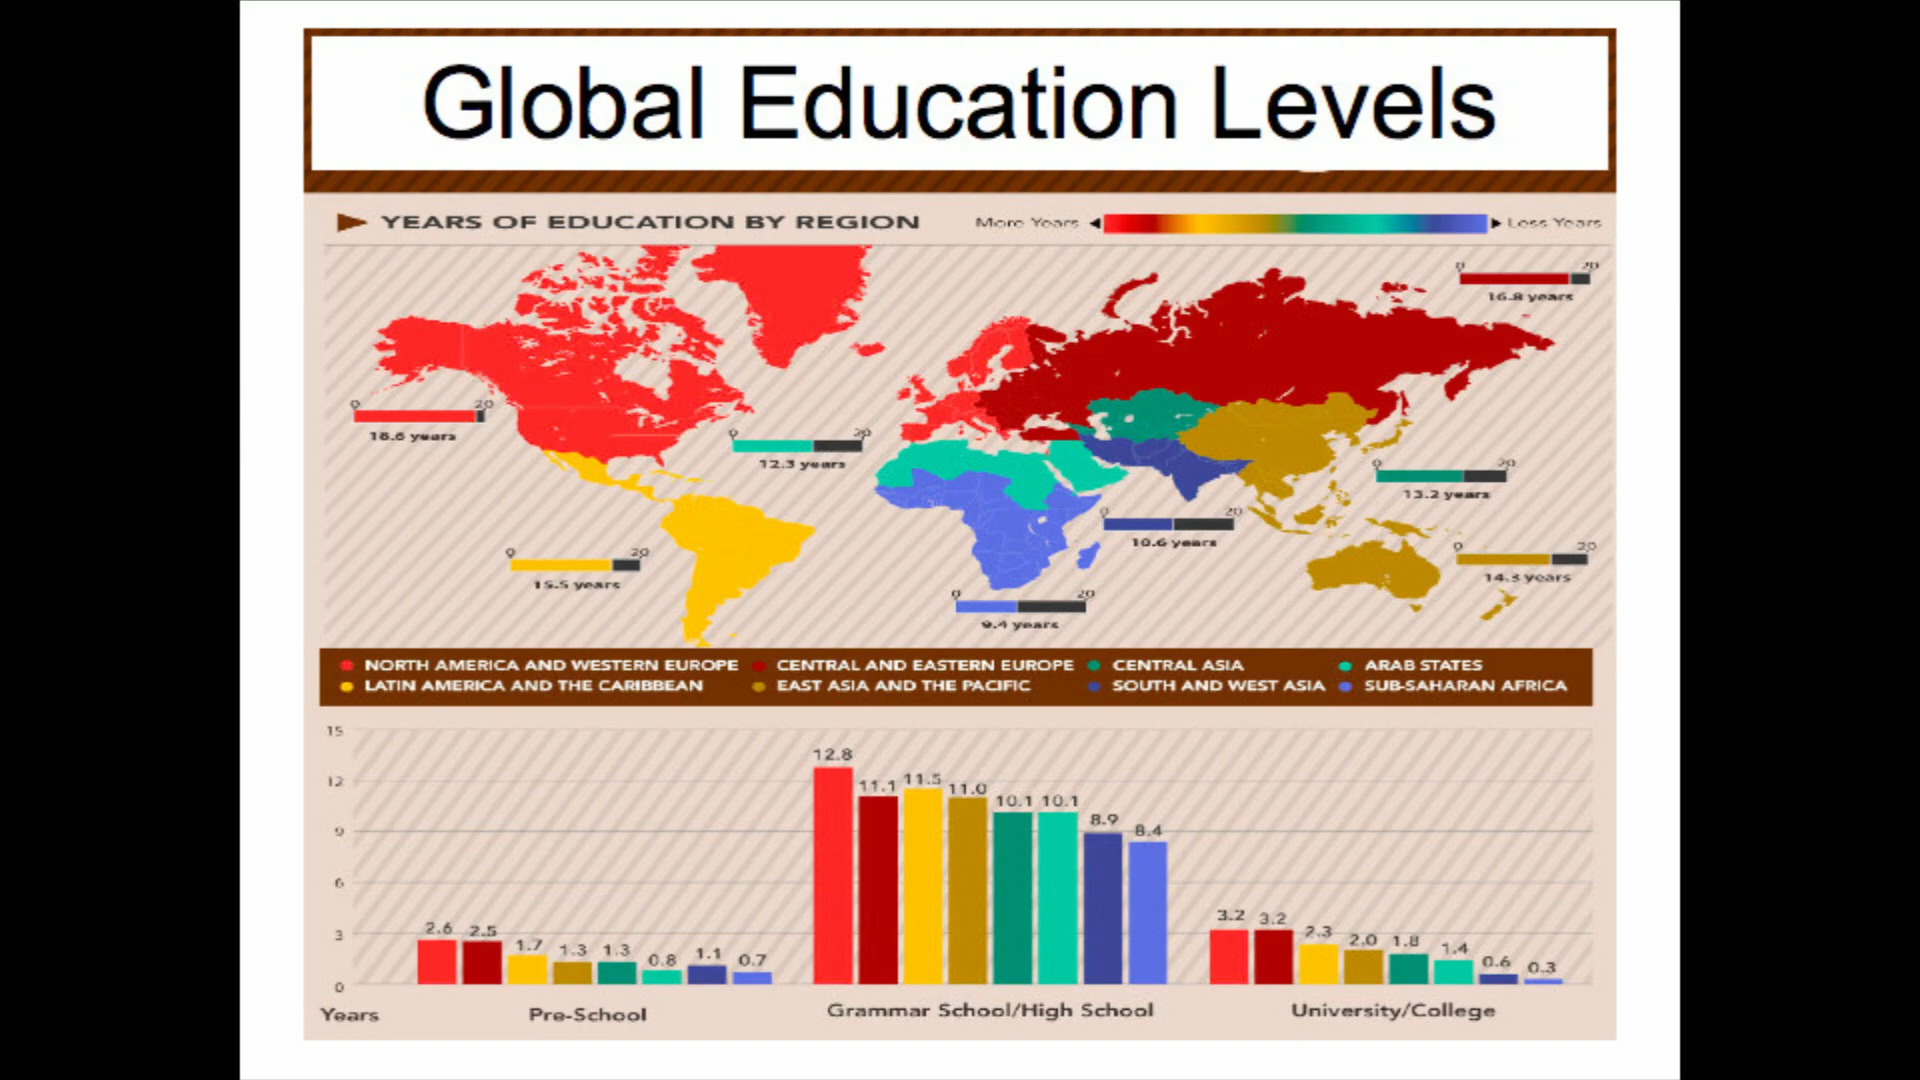 Global Education Levels
YEARS OF EDUCATION BY REGION
More Years
Less Years
0 20
16.8 years
0 20
18.6 years
0 20
12.3 years
0 20
13.2 years
0 20
10.6 years
0 20
15.5 years
0 20
14.3 years
0 20
9.4 years
NORTH AMERICA AND WESTERN EUROPE
CENTRAL AND EASTERN EUROPE
CENTRAL ASIA
ARAB STATES
LATIN AMERICA AND THE CARIBBEAN
EAST ASIA AND THE PACIFIC
SOUTH AND WEST ASIA
SUB-SAHARAN AFRICA
15
12
9
6
3
0
2.6 2.5 1.7 1.3 1.3 0.8 1.1 0.7
12.8 11.1 11.5 11.0 10.1 10.1 8.9 8.4
3.2 3.2 2.3 2.0 1.8 1.4 0.6 0.3
Years
Pre-School
Grammar School/High School
University/College